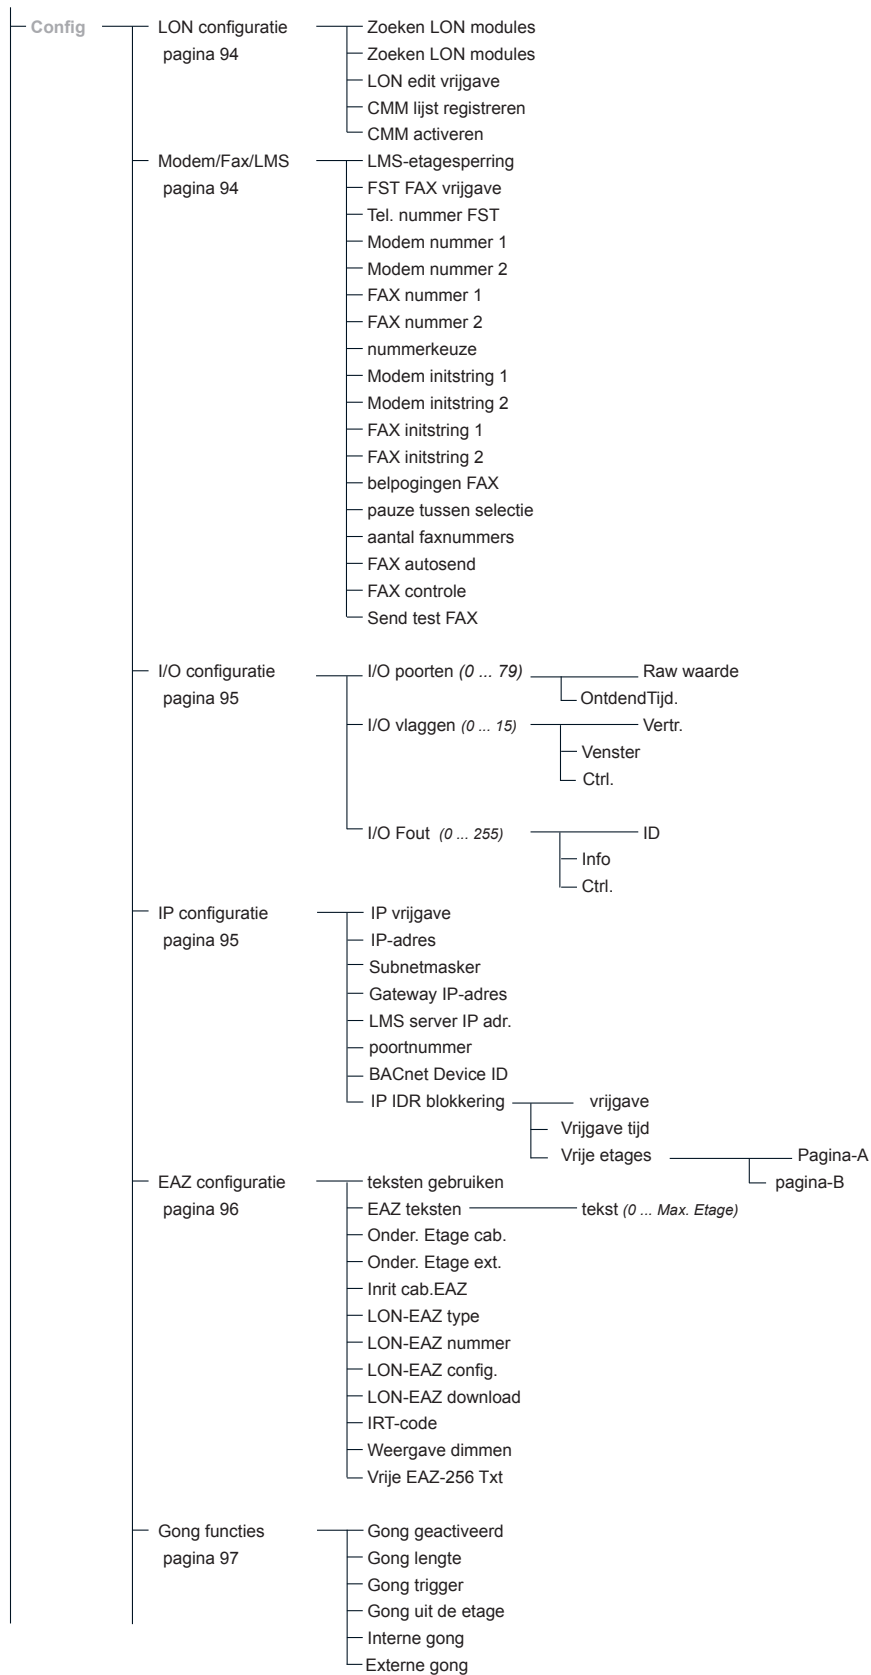 Config LON configuratie Zoeken LON modules
pagina 94 Zoeken LON modules
LON edit vrijgave
CMM lijst registreren
CMM activeren
Modem/Fax/LMS LMS-etagesperring
pagina 94 FST FAX vrijgave
Tel. nummer FST
Modem nummer 1
Modem nummer 2
FAX nummer 1
FAX nummer 2
nummerkeuze
Modem initstring 1
Modem initstring 2
FAX initstring 1
FAX initstring 2
belpogingen FAX
pauze tussen selectie
aantal faxnummers
FAX autosend
FAX controle
Send test FAX
I/O configuratie I/O poorten (0 ... 79) Raw waarde
pagina 95 OntdendTijd.
I/O vlaggen (0 ... 15) Vertr.
Venster
Ctrl.
I/O Fout (0 ... 255) ID
Info
Ctrl.
IP configuratie IP vrijgave
pagina 95 IP-adres
Subnetmasker
Gateway IP-adres
LMS server IP adr.
poortnummer
BACnet Device ID
IP IDR blokkering vrijgave
Vrijgave tijd
Vrije etages Pagina-A
EAZ configuratie teksten gebruiken pagina-B
pagina 96 EAZ teksten tekst (0 ... Max. Etage)
Onder. Etage cab.
Onder. Etage ext.
Inrit cab.EAZ
LON-EAZ type
LON-EAZ nummer
LON-EAZ config.
LON-EAZ download
IRT-code
Weergave dimmen
Vrije EAZ-256 Txt
Gong functies Gong geactiveerd
pagina 97 Gong lengte
Gong trigger
Gong uit de etage
Interne gong
Externe gong